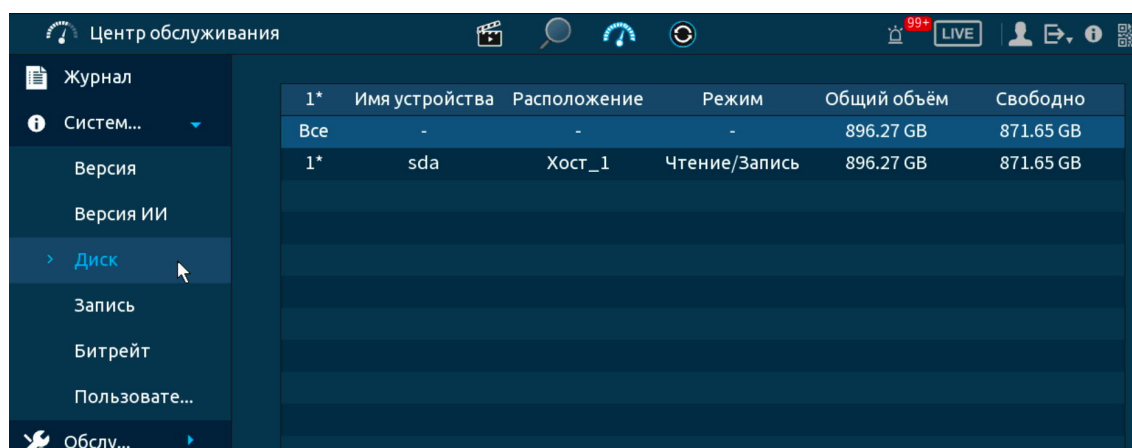 Центр обслуживания 99+ LIVE
Журнал
1* Имя устройства Расположение Режим Общий объём Свободно
Систем...
Все - - - 896.27 GB 871.65 GB
Версия
1* sda Хост_1 Чтение/Запись 896.27 GB 871.65 GB
Версия ИИ
Диск
Запись
Битрейт
Пользовате...
Обслу...